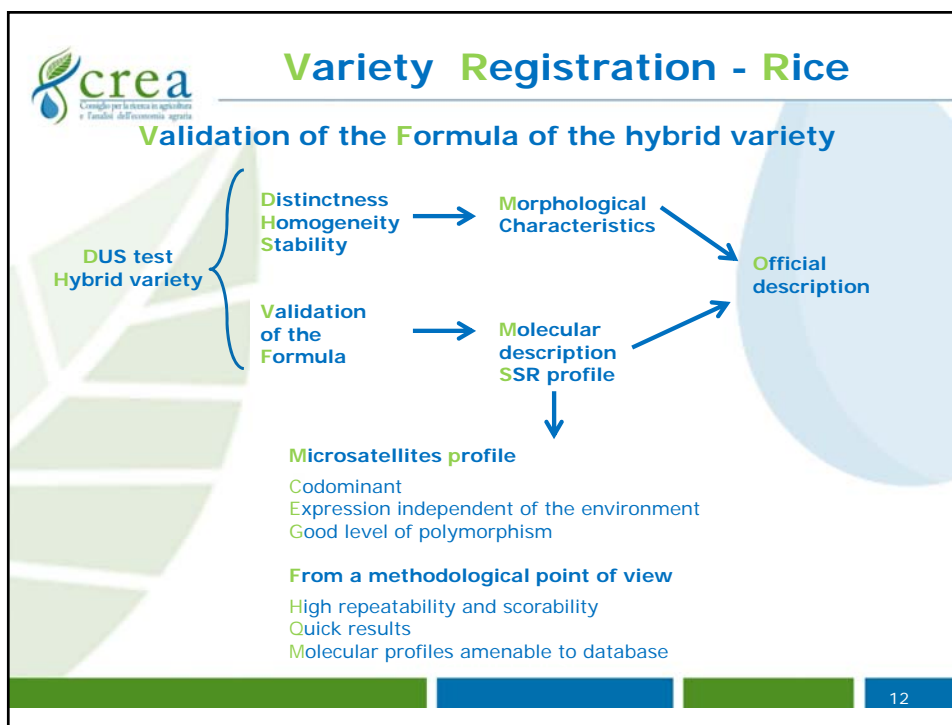 crea
Consiglio per la ricerca in agricoltura
e l'analisi dell'economia agraria
Variety Registration - Rice
Validation of the Formula of the hybrid variety
DUS test
Hybrid variety
Distinctness
Homogeneity
Stability
Morphological
Characteristics
Validation
of the
Formula
Molecular
description
SSR profile
Official
description
Microsatellites profile
Codominant
Expression independent of the environment
Good level of polymorphism
From a methodological point of view
High repeatability and scorability
Quick results
Molecular profiles amenable to database
12